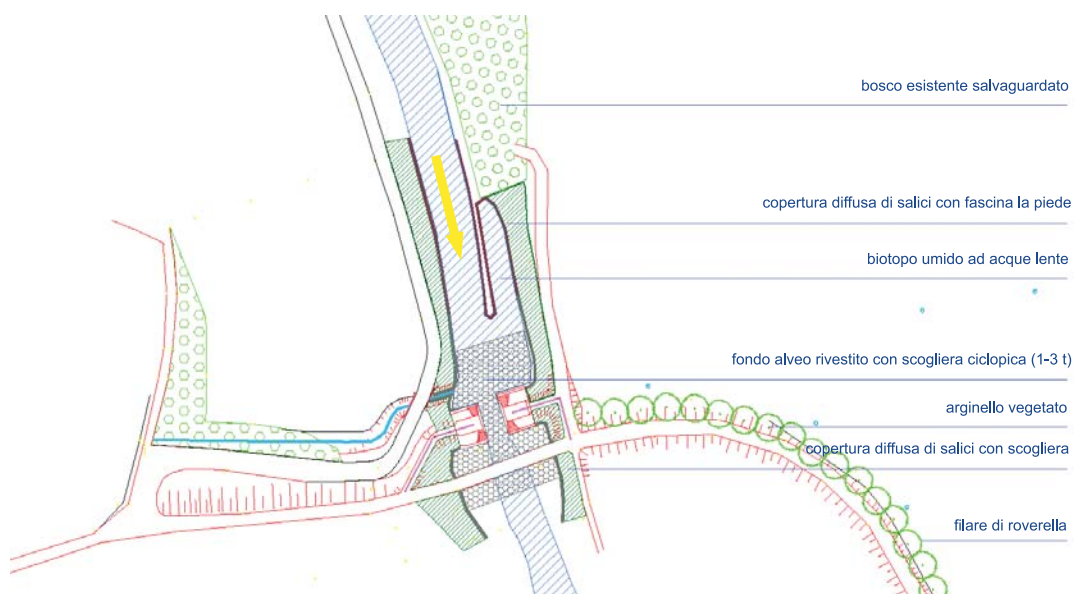 bosco esistente salvaguardato
copertura diffusa di salici con fascina la piede
biotopo umido ad acque lente
fondo alveo rivestito con scogliera ciclopica (1-3 t)
arginello vegetato
copertura diffusa di salici con scogliera
filare di roverella